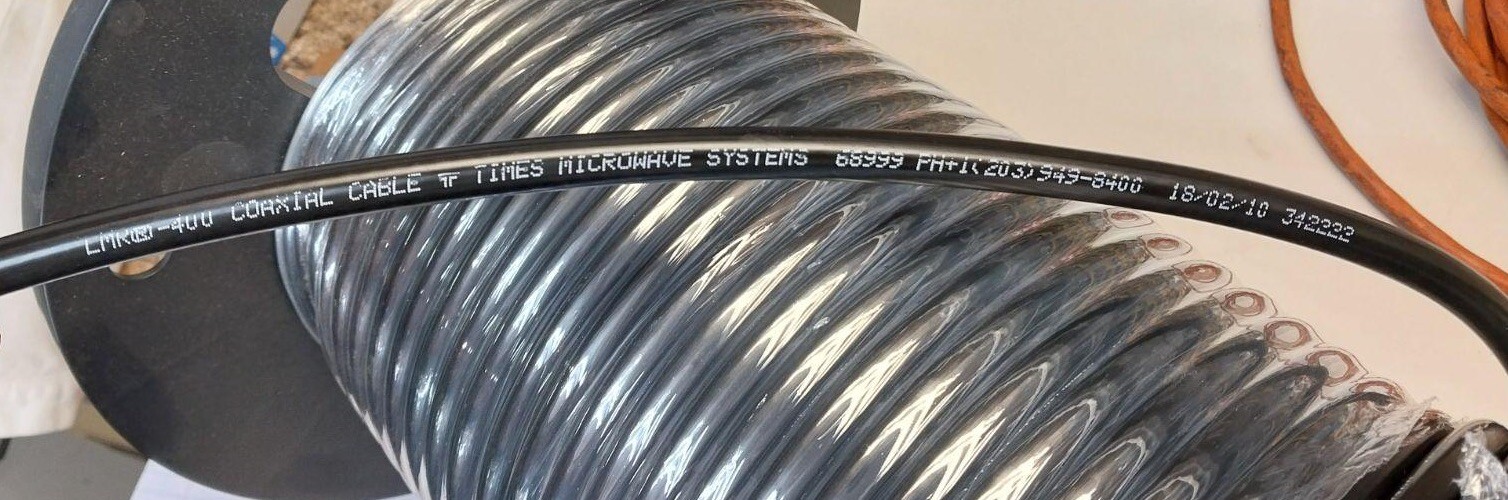 LMR®-400 COAXIAL CABLE TIMES MICROWAVE SYSTEMS 68999 PH+1(203)949-8400 18/02/10 342222